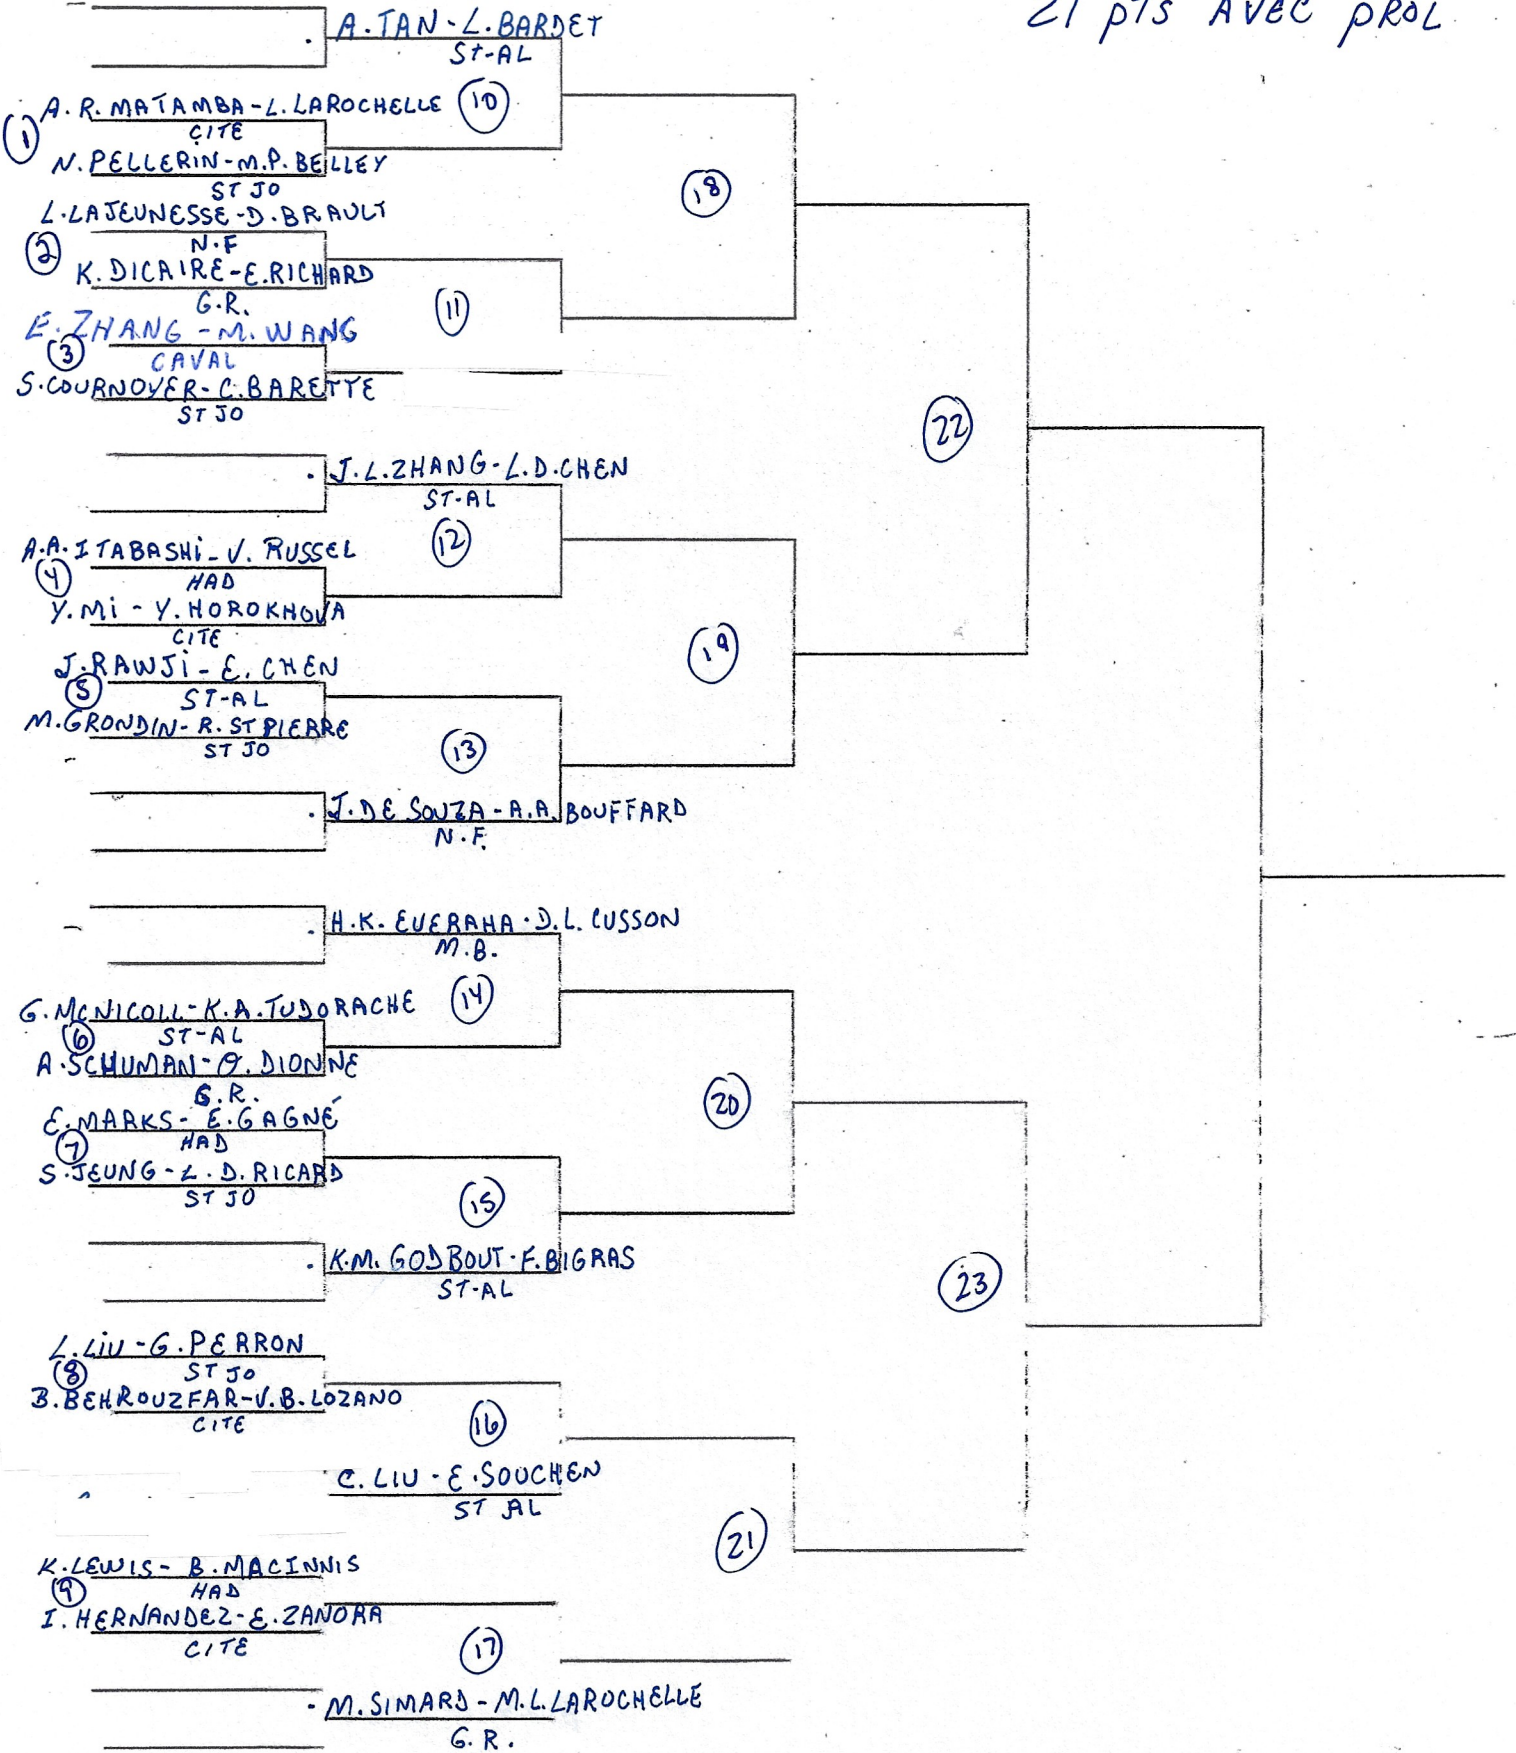 21 pts AVEC PROL
A. TAN - L. BARDET
St-AL
A. R. MATAMBA - L. LAROCHELLE
10
1
CITE
N. PELLERIN - M.P. BELLEY
ST JO
18
L. LAJEUNESSE - D. BRAULT
2
N.F
K. DICAIRE - E. RICHARD
G.R.
11
E. ZHANG - M. WANG
3
CAVAL
S. COURNOYER - C. BARETTE
ST JO
22
J. L. ZHANG - L. D. CHEN
ST-AL
A.A. ITABASHI - V. RUSSEL
12
4
HAD
Y. Mi - Y. HOROKHOVA
CITE
J. RAWJi - E. CHEN
19
5
ST-AL
M. GRONDIN - R. ST PIERRE
ST JO
13
J. DE SOUZA - A.A. BOUFFARD
N.F.
H.K. EVERAHA - D.L. CUSSON
M.B.
G. MCNICOLL - K.A. TUDORACHE
14
6
ST-AL
A. SCHUMAN - O. DIONNE
G.R.
20
E. MARKS - E. GAGNÉ
7
HAD
S. JEUNG - L. D. RICARD
ST JO
15
K.M. GODBOUT - F. BIGRAS
ST-AL
23
L. LiU - G. PERRON
8
ST JO
B. BEHROUZFAR - V.B. LOZANO
CITE
16
C. LIU - E. SOUCHEN
ST AL
21
K. LEWIS - B. MACINNIS
9
HAD
I. HERNANDEZ - E. ZANORA
CITE
17
M. SIMARD - M.L. LAROCHELLE
G.R.